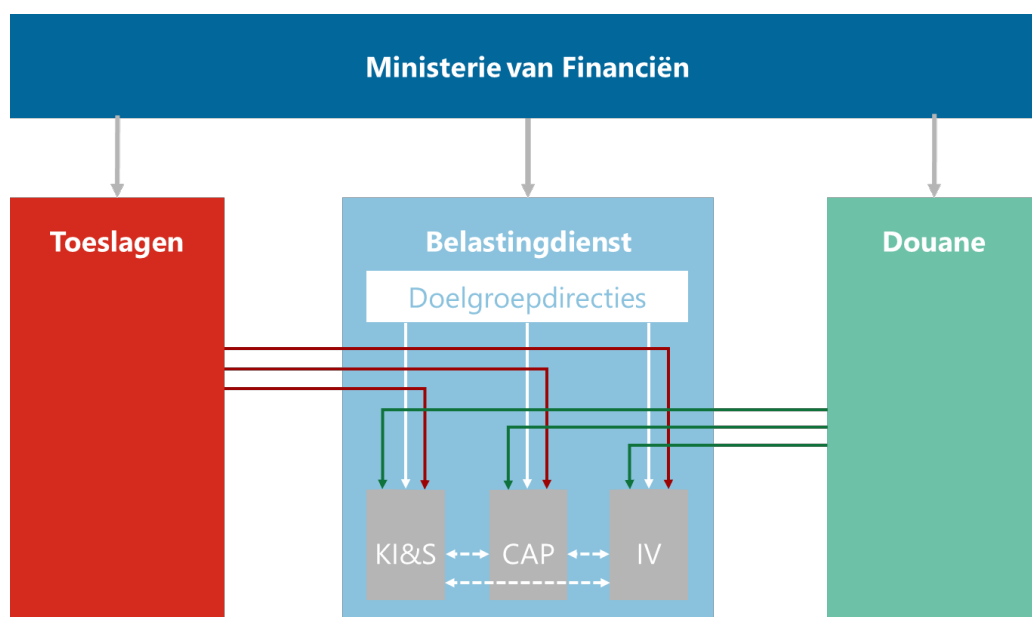 Ministerie van Financiën
Toeslagen
Belastingdienst
Douane
Doelgroepdirecties
KI&S
CAP
IV